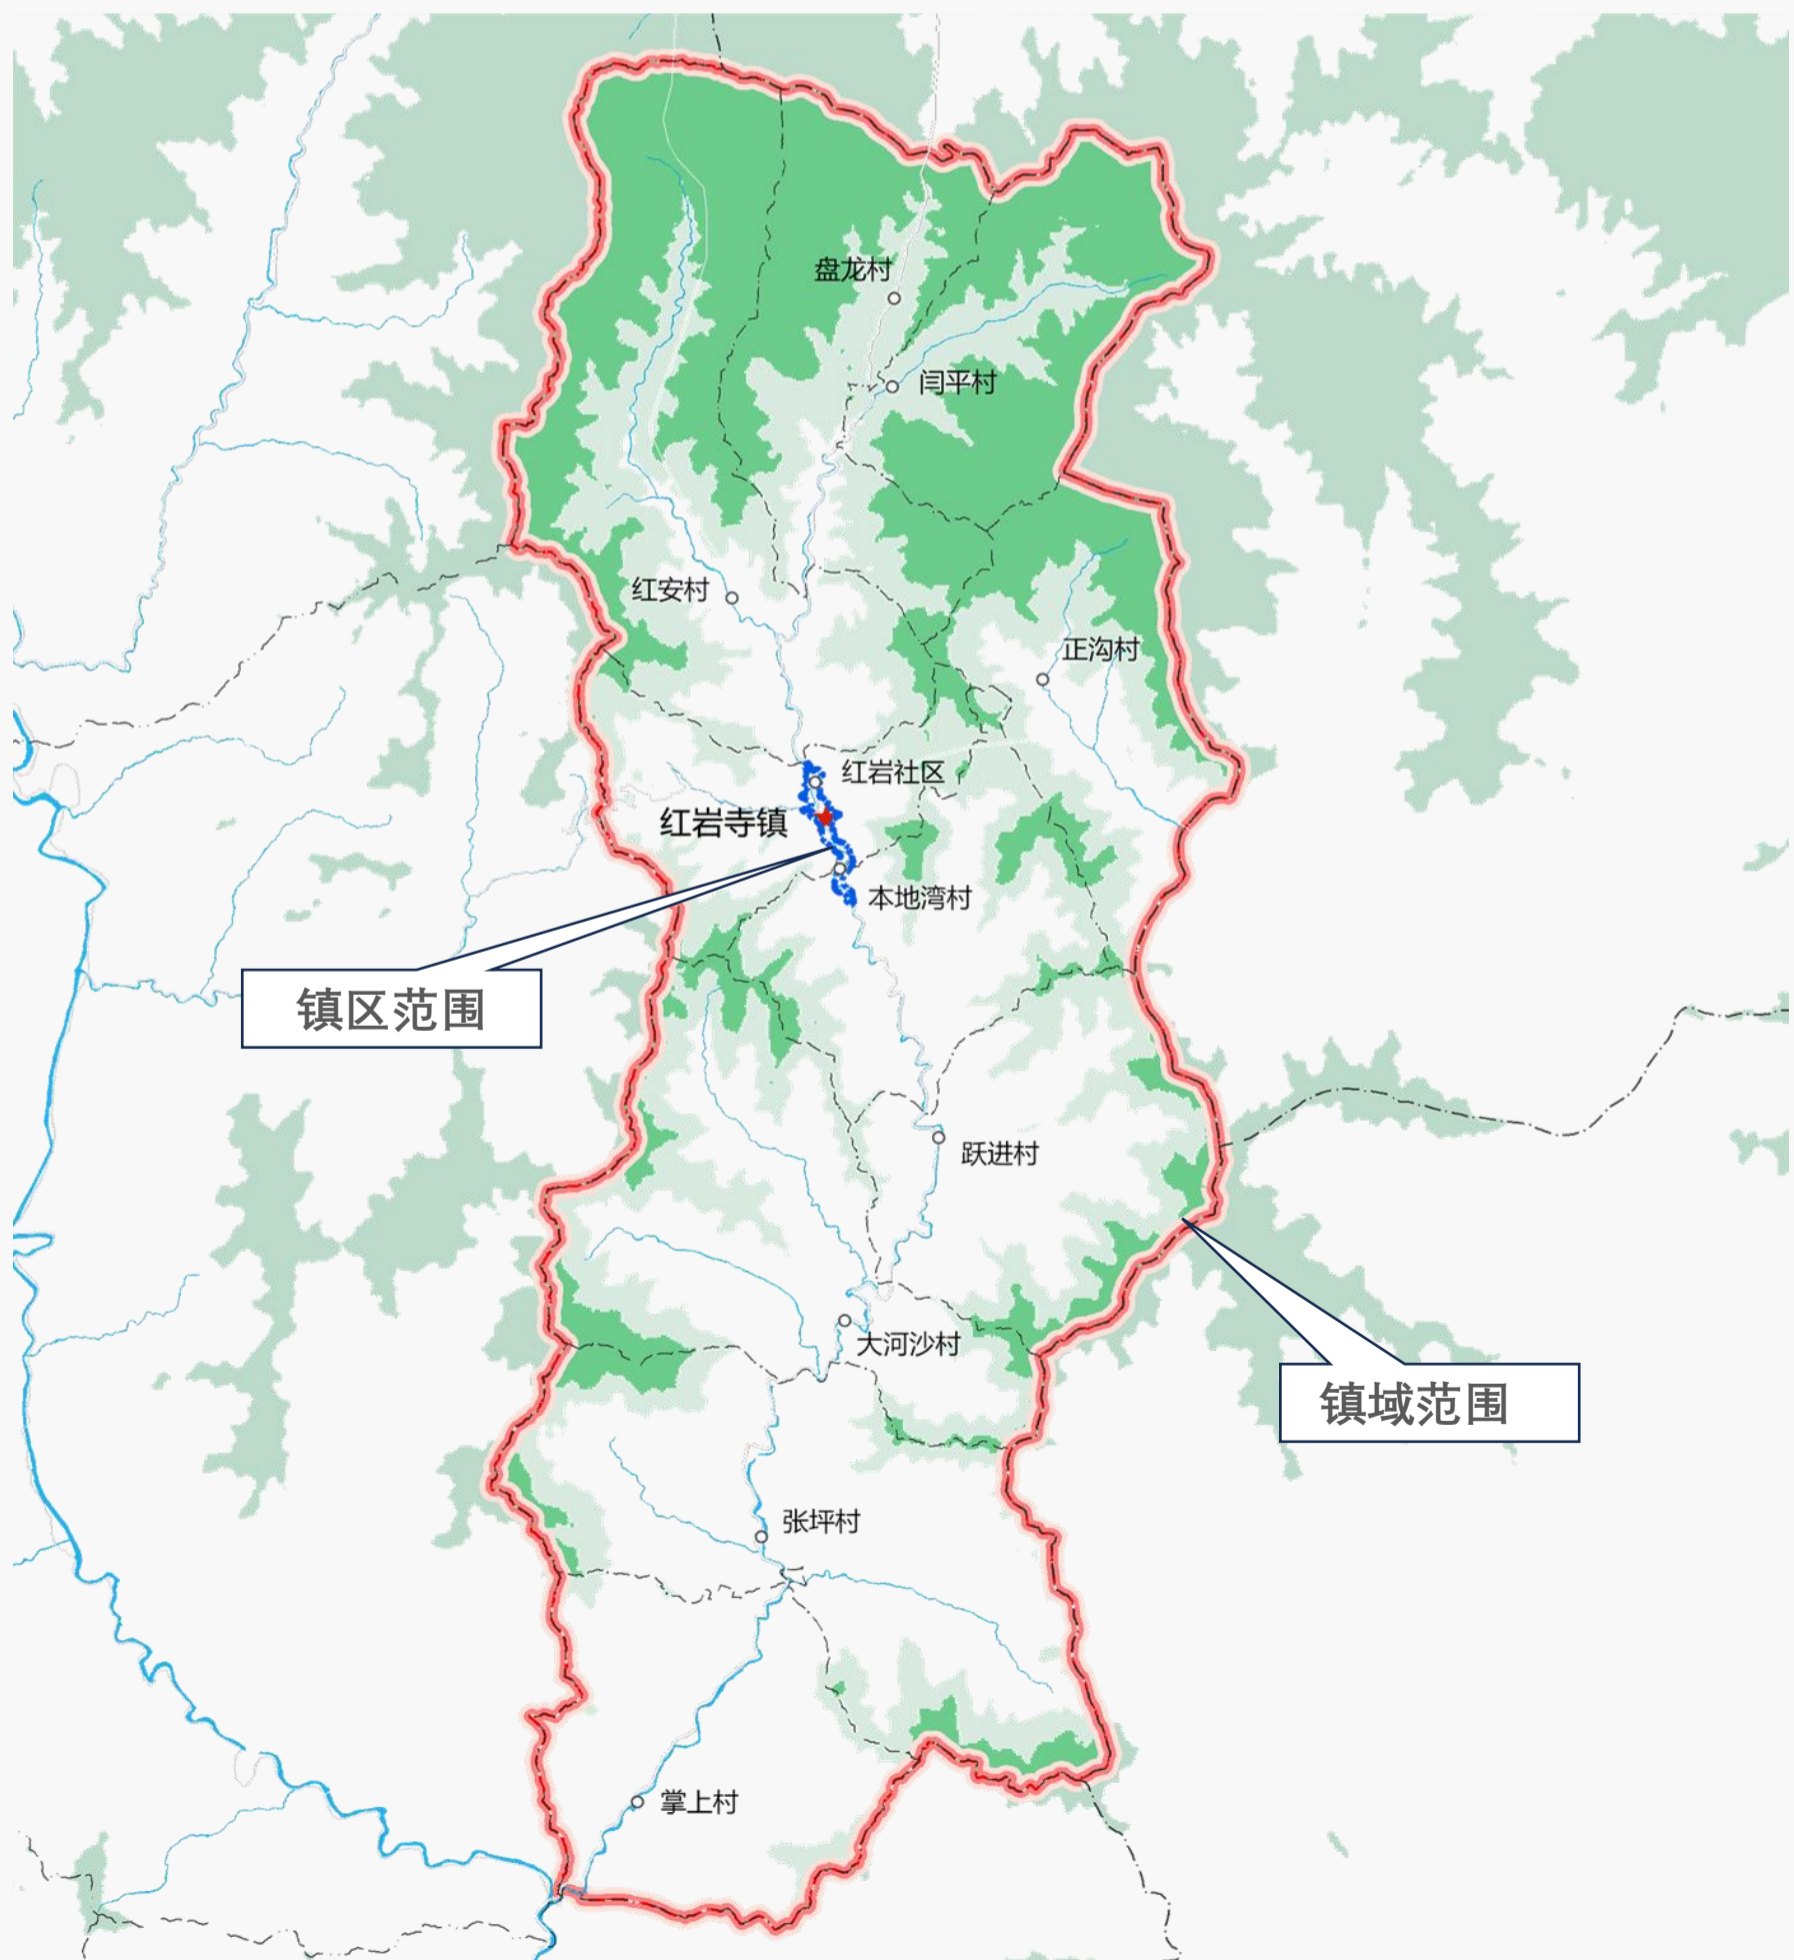 盘龙村
闫平村
红安村
正沟村
红岩社区
红岩寺镇
本地湾村
镇区范围
跃进村
大河沙村
镇域范围
张坪村
掌上村